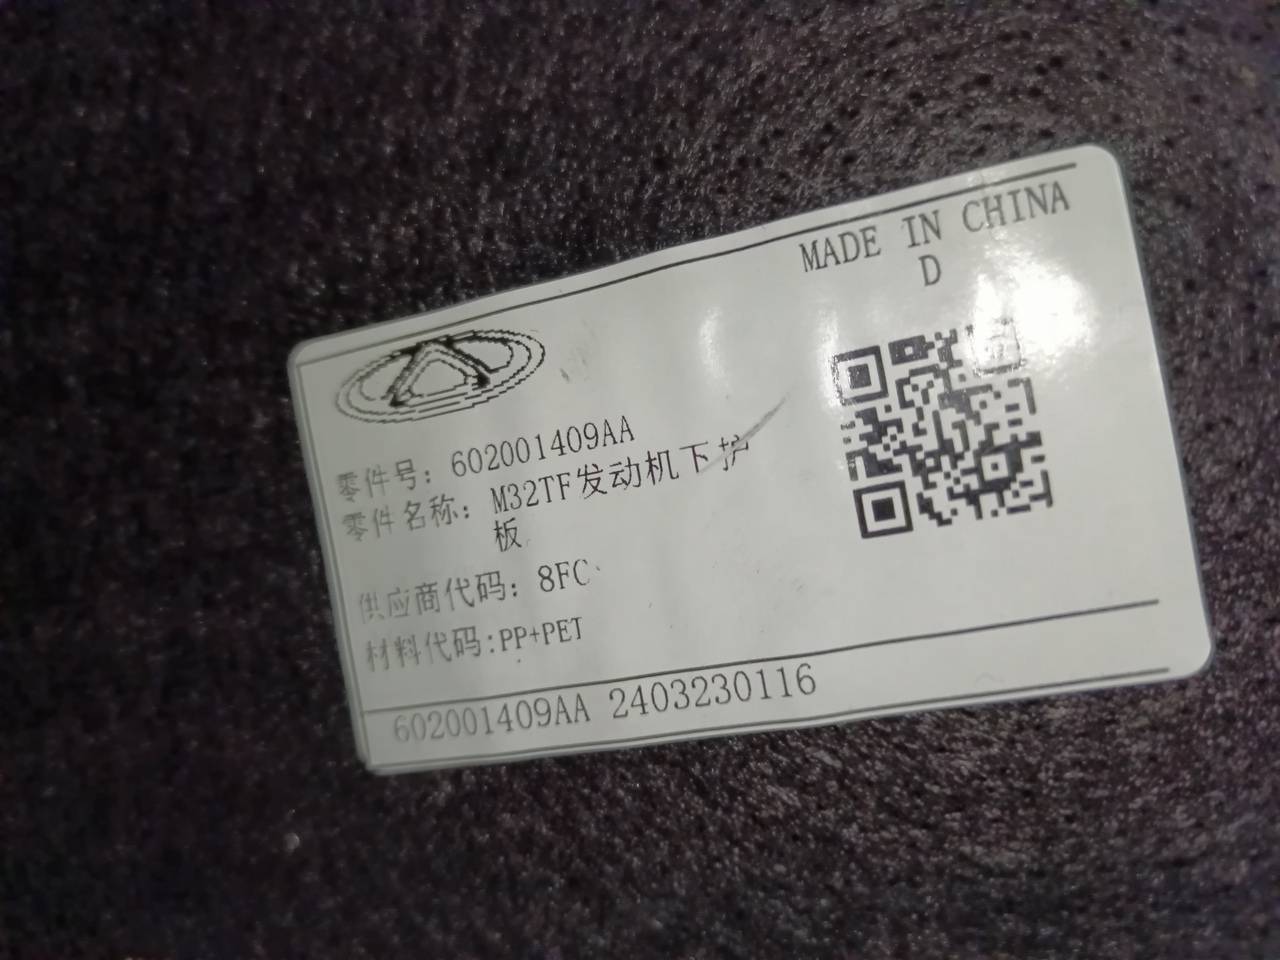 MADE IN CHINA
D
零件号: 602001409AA
零件名称: M32TF发动机下护
板
供应商代码: 8FC
材料代码:PP+PET
602001409AA 2403230116